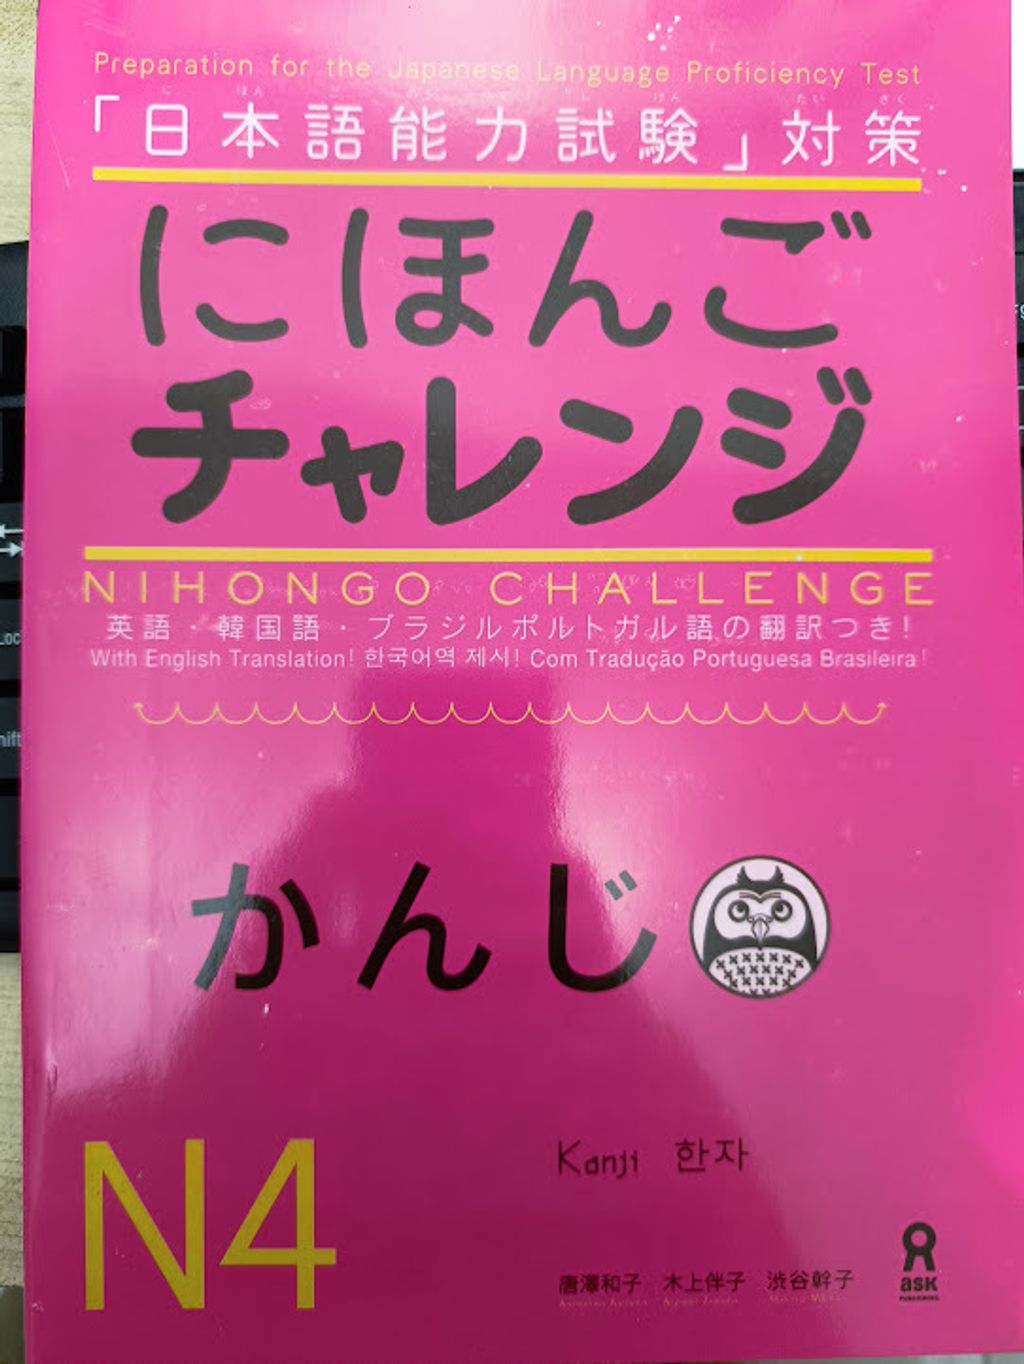 Preparation for the Japanese Language Proficiency Test
「日本語能力試験」対策
にほんご
チャレンジ
NIHONGO CHALLENGE
英語・韓国語・ブラジルポルトガル語の翻訳つき!
With English Translation! 한국어역 제시! Com Tradução Portuguesa Brasileira!
かんじ
N4
Kanji 한자
唐澤和子 木上伴子 渋谷幹子
ask
PUBLISHING